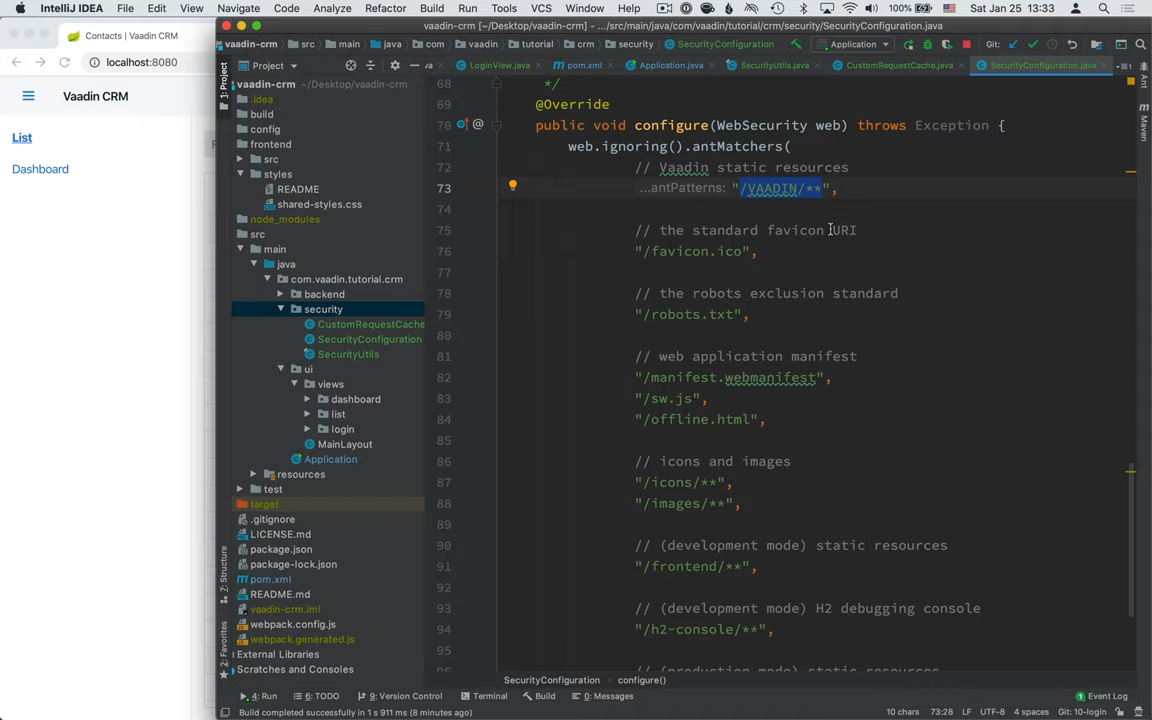 IntelliJ IDEA File Edit View Navigate Code Analyze Refactor Build Run Tools VCS Window Help 100% Sat Jan 25 13:33
Contacts | Vaadin CRM
localhost:8080
Vaadin CRM
List
Dashboard
vaadin-crm [~/Desktop/vaadin-crm] - .../src/main/java/com/vaadin/tutorial/crm/security/SecurityConfiguration.java
vaadin-crm src main java com vaadin tutorial crm security SecurityConfiguration Application Git:
Project
LoginView.java pom.xml Application.java SecurityUtils.java CustomRequestCache.java SecurityConfiguration.java
1: Project
Z: Structure
2: Favorites
Ant
Maven
vaadin-crm ~/Desktop/vaadin-crm
.idea
build
config
frontend
src
styles
README
shared-styles.css
node_modules
src
main
java
com.vaadin.tutorial.crm
backend
security
CustomRequestCache
SecurityConfiguration
SecurityUtils
ui
views
dashboard
list
login
MainLayout
Application
resources
test
target
.gitignore
LICENSE.md
package.json
package-lock.json
pom.xml
README.md
vaadin-crm.iml
webpack.config.js
webpack.generated.js
External Libraries
Scratches and Consoles
68 */
69 @Override
70 public void configure(WebSecurity web) throws Exception {
71 web.ignoring().antMatchers(
72 // Vaadin static resources
73 ...antPatterns: "/VAADIN/**",
74
75 // the standard favicon URI
76 "/favicon.ico",
77
78 // the robots exclusion standard
79 "/robots.txt",
80
81 // web application manifest
82 "/manifest.webmanifest",
83 "/sw.js",
84 "/offline.html",
85
86 // icons and images
87 "/icons/**",
88 "/images/**",
89
90 // (development mode) static resources
91 "/frontend/**",
92
93 // (development mode) H2 debugging console
94 "/h2-console/**",
95
96 // (production mode) static resources
SecurityConfiguration configure()
4: Run 6: TODO 9: Version Control Terminal Build 0: Messages Event Log
Build completed successfully in 1 s 911 ms (8 minutes ago) 10 chars 73:28 LF UTF-8 4 spaces Git: 10-login